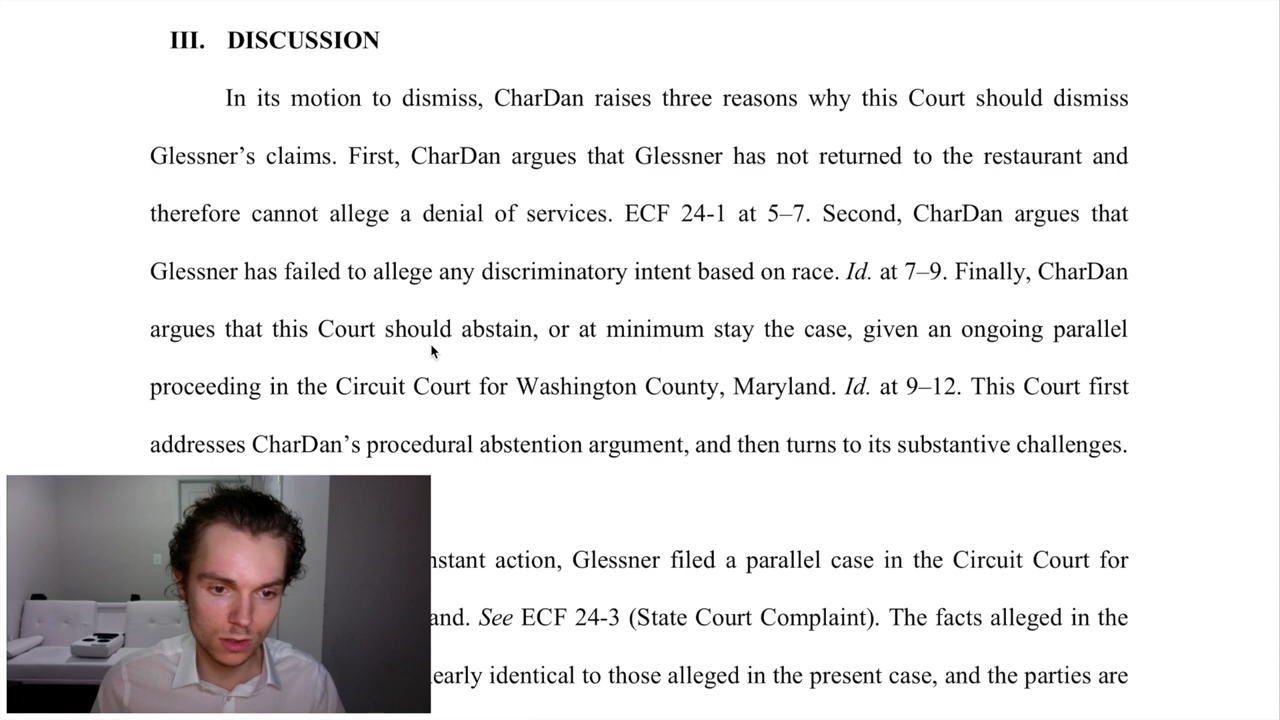 III. DISCUSSION
In its motion to dismiss, CharDan raises three reasons why this Court should dismiss
Glessner’s claims. First, CharDan argues that Glessner has not returned to the restaurant and
therefore cannot allege a denial of services. ECF 24-1 at 5–7. Second, CharDan argues that
Glessner has failed to allege any discriminatory intent based on race. Id. at 7–9. Finally, CharDan
argues that this Court should abstain, or at minimum stay the case, given an ongoing parallel
proceeding in the Circuit Court for Washington County, Maryland. Id. at 9–12. This Court first
addresses CharDan’s procedural abstention argument, and then turns to its substantive challenges.
nstant action, Glessner filed a parallel case in the Circuit Court for
and. See ECF 24-3 (State Court Complaint). The facts alleged in the
early identical to those alleged in the present case, and the parties are